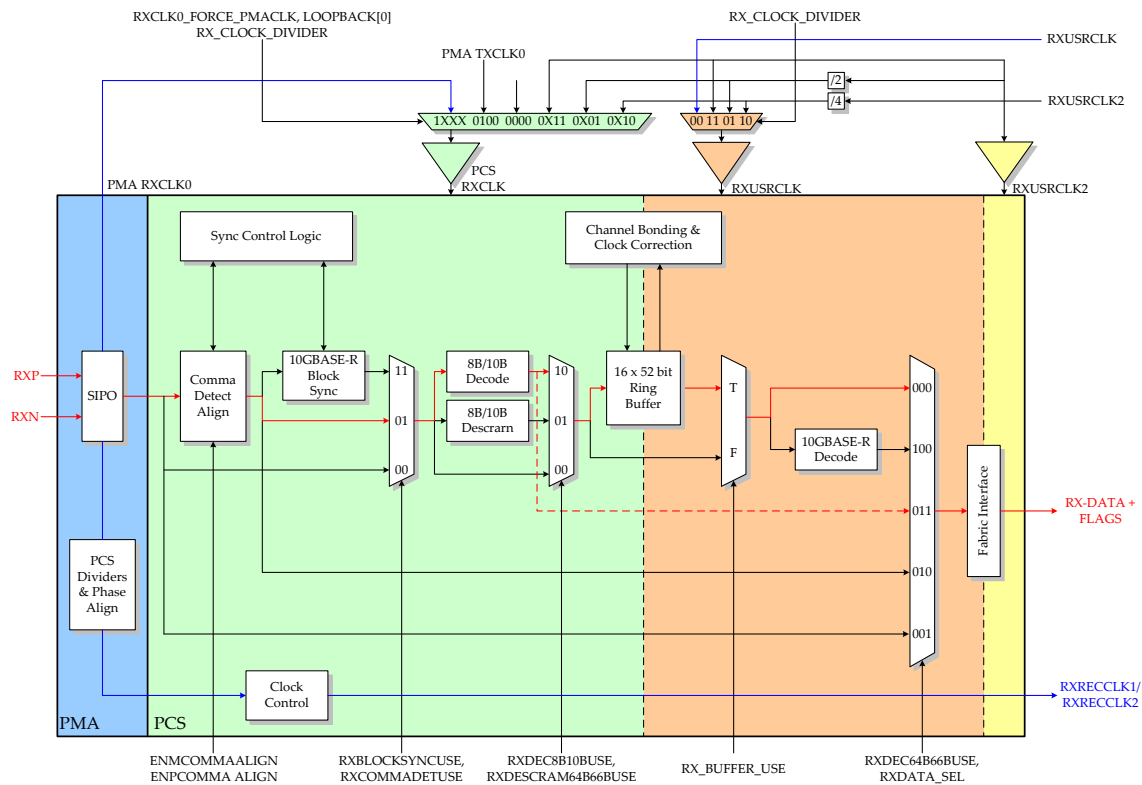 RXCLK0_FORCE_PMACLK, LOOPBACK[0]
RX_CLOCK_DIVIDER
RX_CLOCK_DIVIDER
RXUSRCLK
PMA TXCLK0
/2
/4
RXUSRCLK2
1XXX 0100 0000 0X11 0X01 0X10
00 11 01 10
PCS
RXCLK
RXUSRCLK
RXUSRCLK2
PMA RXCLK0
Sync Control Logic
Channel Bonding &
Clock Correction
RXP
RXN
SIPO
Comma
Detect
Align
10GBASE-R
Block
Sync
11
01
00
8B/10B
Decode
8B/10B
Descrarn
10
01
00
16 x 52 bit
Ring
Buffer
T
F
10GBASE-R
Decode
000
100
011
010
001
Fabric Interface
RX-DATA +
FLAGS
PCS
Dividers
& Phase
Align
Clock
Control
RXRECCLK1/
RXRECCLK2
PMA
PCS
ENMCOMMAALIGN
ENPCOMMA ALIGN
RXBLOCKSYNCUSE,
RXCOMMADETUSE
RXDEC8B10BUSE,
RXDESCRAM64B66BUSE
RX_BUFFER_USE
RXDEC64B66BUSE,
RXDATA_SEL